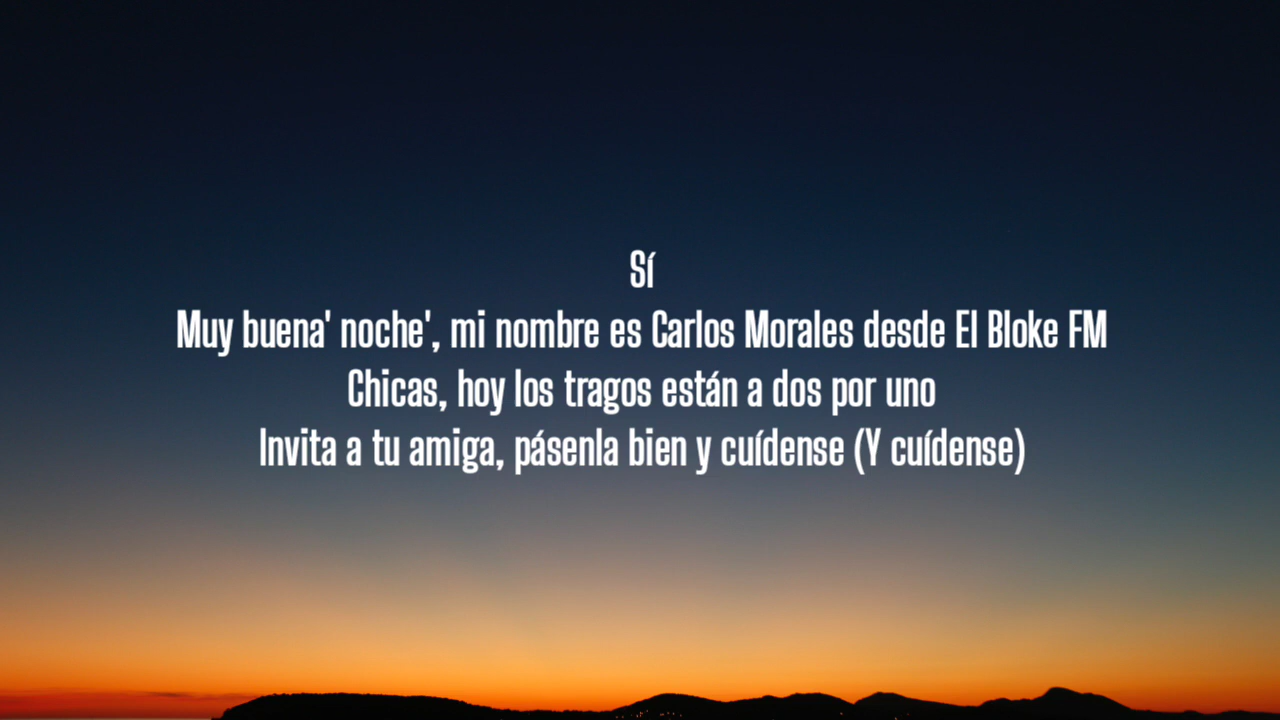 Sí
Muy buena' noche', mi nombre es Carlos Morales desde El Bloke FM
Chicas, hoy los tragos están a dos por uno
Invita a tu amiga, pásenla bien y cuídense (Y cuídense)